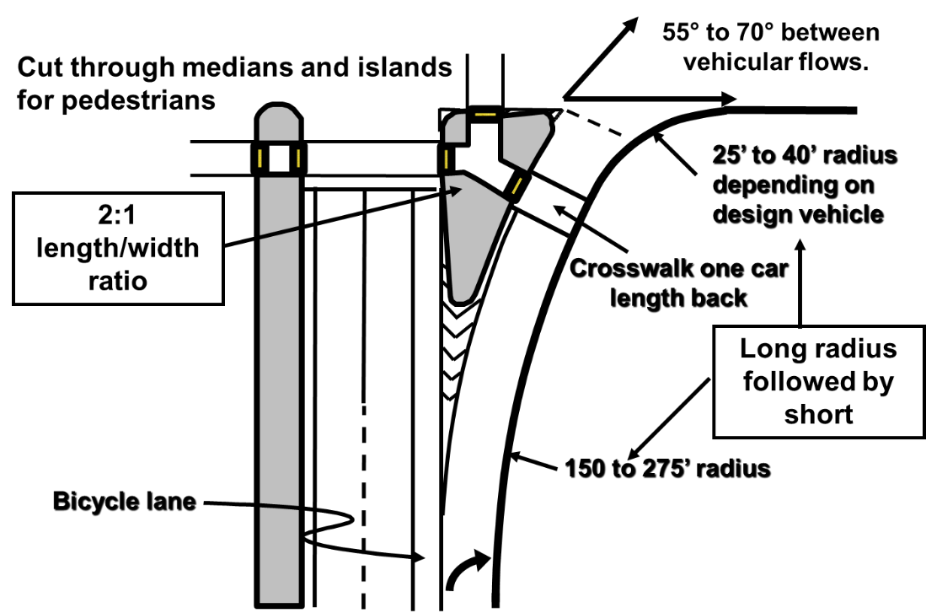 55° to 70° between
vehicular flows.
Cut through medians and islands
for pedestrians
25’ to 40’ radius
depending on
design vehicle
2:1
length/width
ratio
Crosswalk one car
length back
Long radius
followed by
short
150 to 275’ radius
Bicycle lane